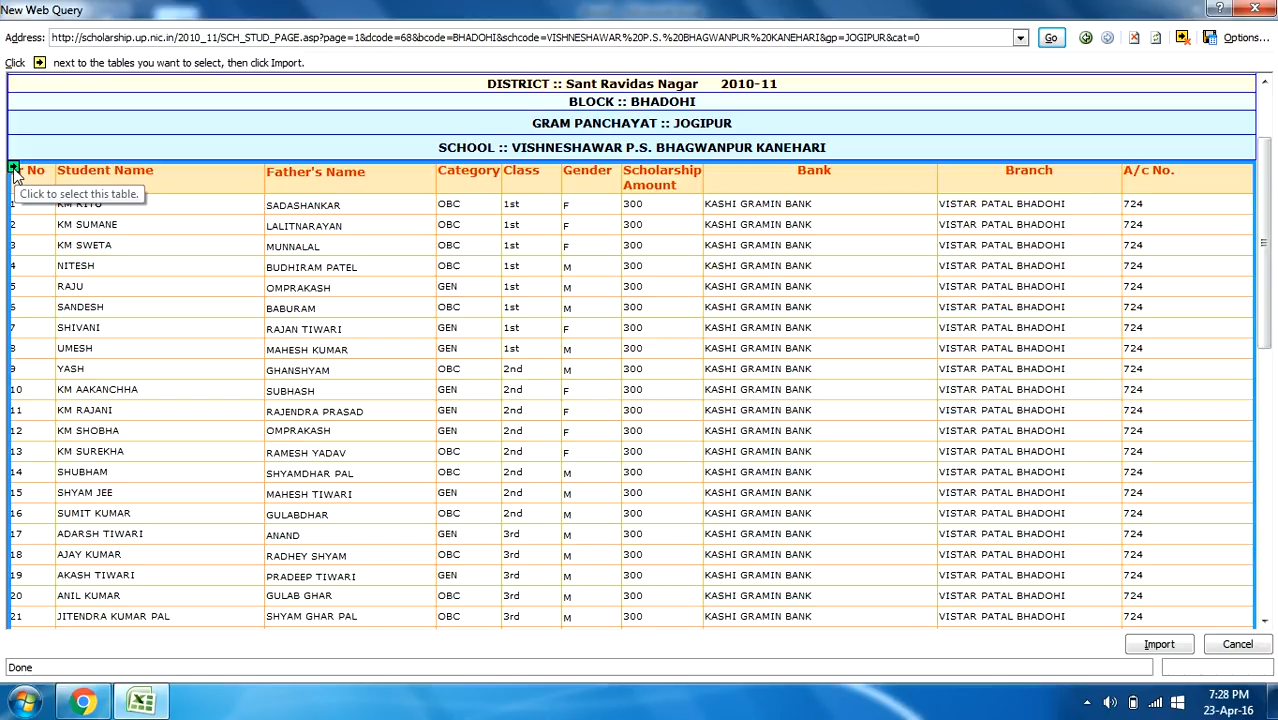 New Web Query
Address: http://scholarship.up.nic.in/2010_11/SCH_STUD_PAGE.asp?page=1&dcode=68&bcode=BHADOHI&schcode=VISHNESHAWAR%20P.S.%20BHAGWANPUR%20KANEHARI&gp=JOGIPUR&cat=0 Go Options...
Click next to the tables you want to select, then click Import.
DISTRICT :: Sant Ravidas Nagar 2010-11
BLOCK :: BHADOHI
GRAM PANCHAYAT :: JOGIPUR
SCHOOL :: VISHNESHAWAR P.S. BHAGWANPUR KANEHARI
No Student Name Father's Name Category Class Gender Scholarship Amount Bank Branch A/c No.
Click to select this table.
1 SADASHANKAR OBC 1st F 300 KASHI GRAMIN BANK VISTAR PATAL BHADOHI 724
2 KM SUMANE LALITNARAYAN OBC 1st F 300 KASHI GRAMIN BANK VISTAR PATAL BHADOHI 724
3 KM SWETA MUNNALAL OBC 1st F 300 KASHI GRAMIN BANK VISTAR PATAL BHADOHI 724
4 NITESH BUDHIRAM PATEL OBC 1st M 300 KASHI GRAMIN BANK VISTAR PATAL BHADOHI 724
5 RAJU OMPRAKASH GEN 1st M 300 KASHI GRAMIN BANK VISTAR PATAL BHADOHI 724
6 SANDESH BABURAM OBC 1st M 300 KASHI GRAMIN BANK VISTAR PATAL BHADOHI 724
7 SHIVANI RAJAN TIWARI GEN 1st F 300 KASHI GRAMIN BANK VISTAR PATAL BHADOHI 724
8 UMESH MAHESH KUMAR GEN 1st M 300 KASHI GRAMIN BANK VISTAR PATAL BHADOHI 724
9 YASH GHANSHYAM OBC 2nd M 300 KASHI GRAMIN BANK VISTAR PATAL BHADOHI 724
10 KM AAKANCHHA SUBHASH GEN 2nd F 300 KASHI GRAMIN BANK VISTAR PATAL BHADOHI 724
11 KM RAJANI RAJENDRA PRASAD GEN 2nd F 300 KASHI GRAMIN BANK VISTAR PATAL BHADOHI 724
12 KM SHOBHA OMPRAKASH GEN 2nd F 300 KASHI GRAMIN BANK VISTAR PATAL BHADOHI 724
13 KM SUREKHA RAMESH YADAV OBC 2nd F 300 KASHI GRAMIN BANK VISTAR PATAL BHADOHI 724
14 SHUBHAM SHYAMDHAR PAL OBC 2nd M 300 KASHI GRAMIN BANK VISTAR PATAL BHADOHI 724
15 SHYAM JEE MAHESH TIWARI GEN 2nd M 300 KASHI GRAMIN BANK VISTAR PATAL BHADOHI 724
16 SUMIT KUMAR GULABDHAR OBC 2nd M 300 KASHI GRAMIN BANK VISTAR PATAL BHADOHI 724
17 ADARSH TIWARI ANAND GEN 3rd M 300 KASHI GRAMIN BANK VISTAR PATAL BHADOHI 724
18 AJAY KUMAR RADHEY SHYAM OBC 3rd M 300 KASHI GRAMIN BANK VISTAR PATAL BHADOHI 724
19 AKASH TIWARI PRADEEP TIWARI GEN 3rd M 300 KASHI GRAMIN BANK VISTAR PATAL BHADOHI 724
20 ANIL KUMAR GULAB GHAR OBC 3rd M 300 KASHI GRAMIN BANK VISTAR PATAL BHADOHI 724
21 JITENDRA KUMAR PAL SHYAM GHAR PAL OBC 3rd M 300 KASHI GRAMIN BANK VISTAR PATAL BHADOHI 724
Import Cancel
Done
7:28 PM
23-Apr-16